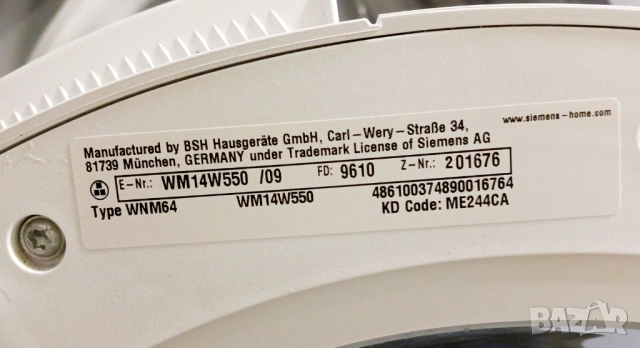 www.siemens-home.com
Manufactured by BSH Hausgeräte GmbH, Carl-Wery-Straße 34,
81739 München, GERMANY under Trademark License of Siemens AG
E-Nr.: WM14W550 /09 FD: 9610 Z-Nr.: 201676
Type WNM64 WM14W550 486100374890016764
KD Code: ME244CA
BAZAR